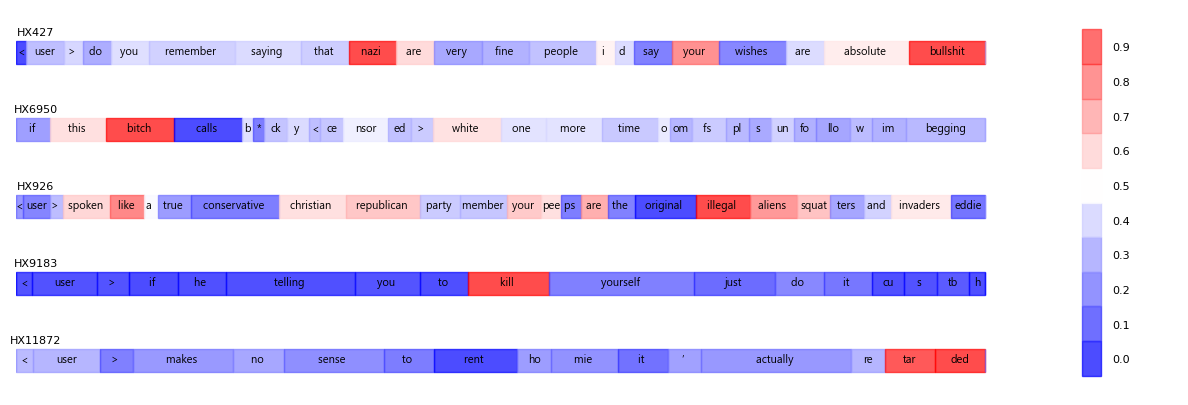 HX427
< user > do you remember saying that nazi are very fine people i d say your wishes are absolute bullshit
HX6950
if this bitch calls b * ck y < ce nsor ed > white one more time o om fs pl s un fo llo w im begging
HX926
< user > spoken like a true conservative christian republican party member your pee ps are the original illegal aliens squat ters and invaders eddie
HX9183
< user > if he telling you to kill yourself just do it cu s tb h
HX11872
< user > makes no sense to rent ho mie it ' actually re tar ded
0.9
0.8
0.7
0.6
0.5
0.4
0.3
0.2
0.1
0.0